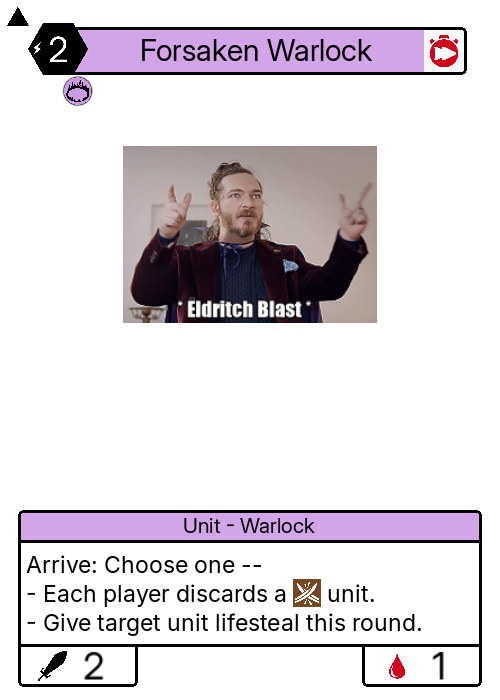 2
Forsaken Warlock
* Eldritch Blast *
Unit - Warlock
Arrive: Choose one --
- Each player discards a unit.
- Give target unit lifesteal this round.
2
1